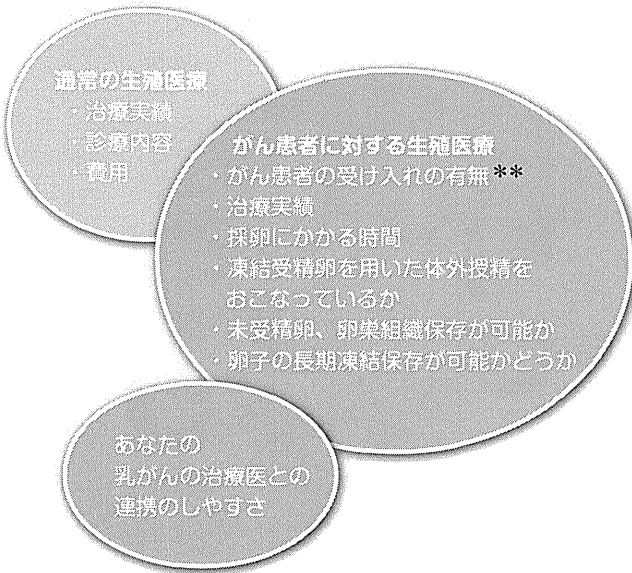 通常の生殖医療
・治療実績
・診療内容
・費用
がん患者に対する生殖医療
・がん患者の受け入れの有無**
・治療実績
・採卵にかかる時間
・凍結受精卵を用いた体外授精を
おこなっているか
・未受精卵、卵巣組織保存が可能か
・卵子の長期凍結保存が可能かどうか
あなたの
乳がんの治療医との
連携のしやすさ